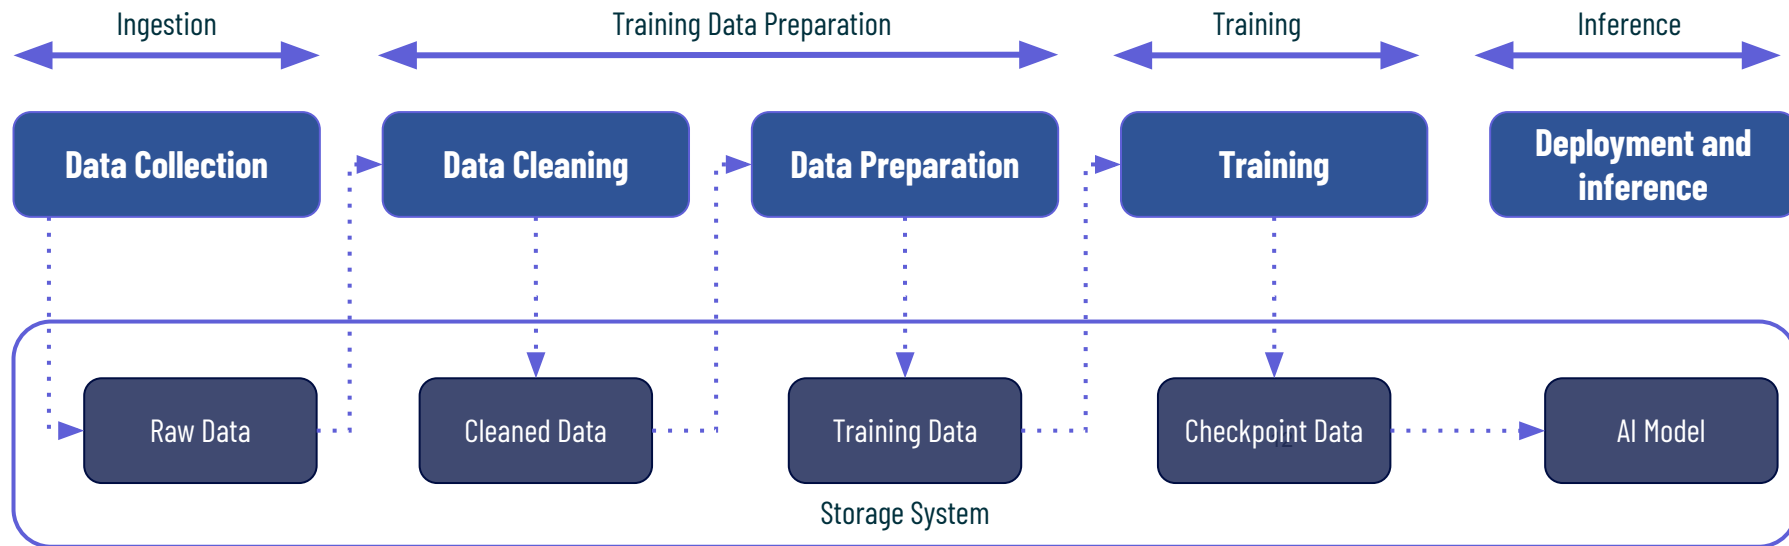 Ingestion
Training Data Preparation
Training
Inference
Data Collection
Data Cleaning
Data Preparation
Training
Deployment and
inference
Raw Data
Cleaned Data
Training Data
Checkpoint Data
12
AI Model
Storage System